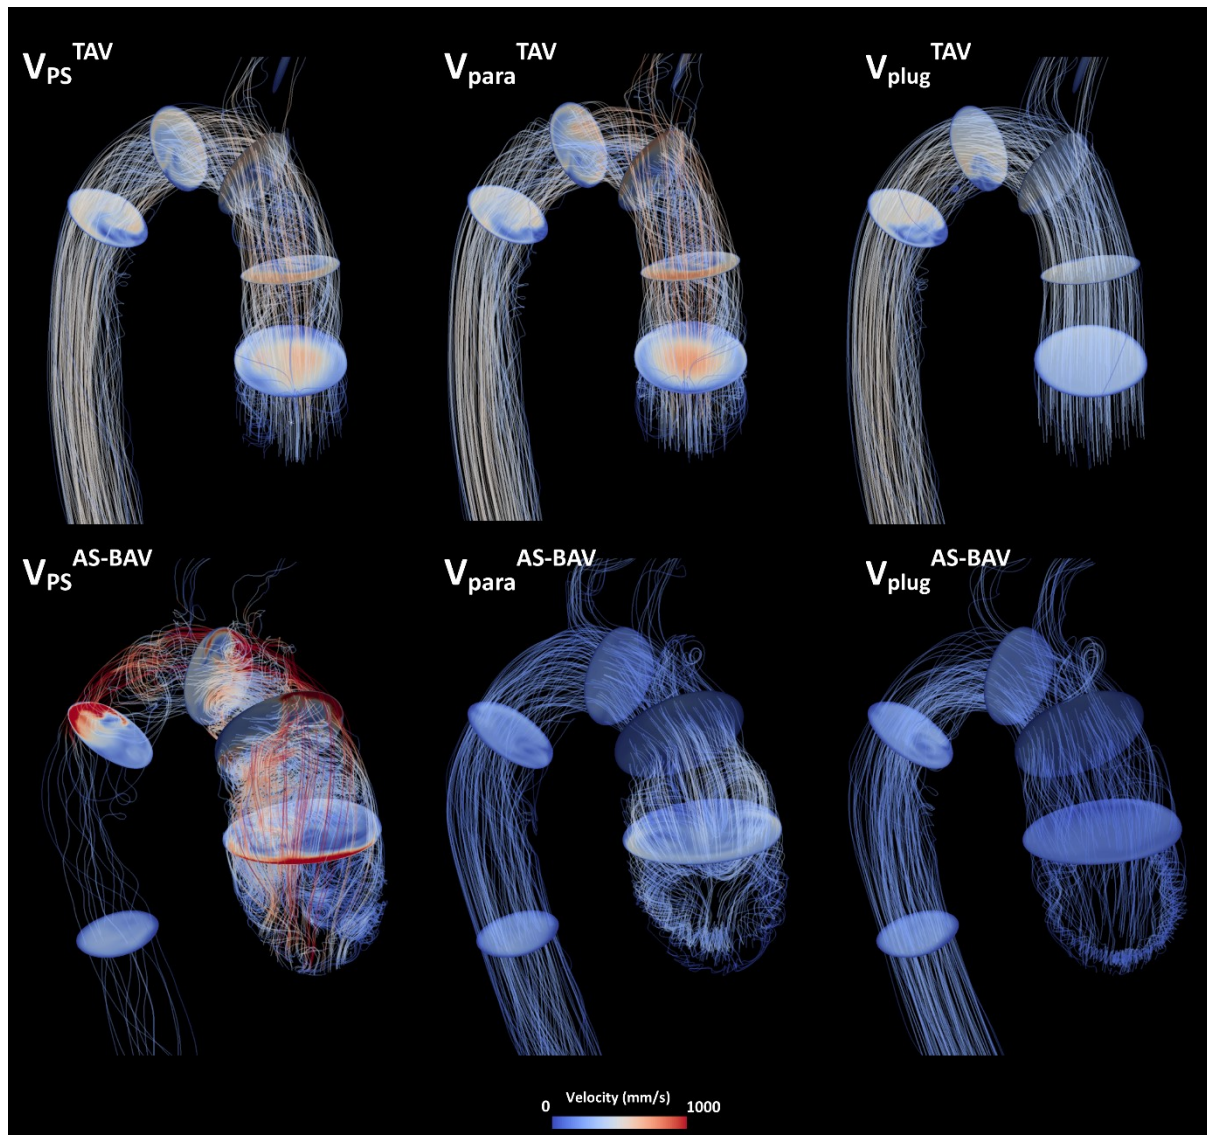 V_PS^TAV V_para^TAV V_plug^TAV
V_PS^AS-BAV V_para^AS-BAV V_plug^AS-BAV
Velocity (mm/s)
0 1000